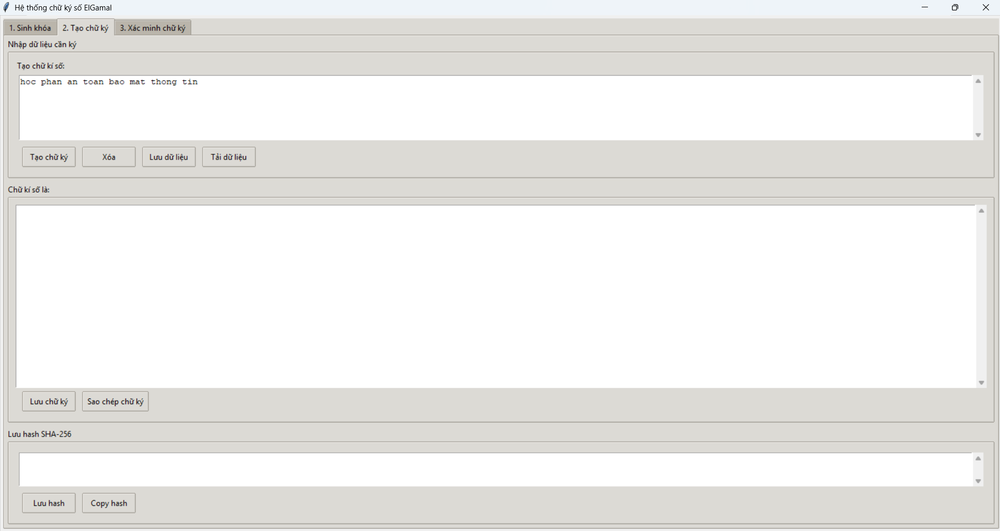 Hệ thống chữ ký số ElGamal
1. Sinh khóa 2. Tạo chữ ký 3. Xác minh chữ ký
Nhập dữ liệu cần ký
Tạo chữ kí số:
hoc phan an toan bao mat thong tin
Tạo chữ ký Xóa Lưu dữ liệu Tải dữ liệu
Chữ kí số là:
Lưu chữ ký Sao chép chữ ký
Lưu hash SHA-256
Lưu hash Copy hash